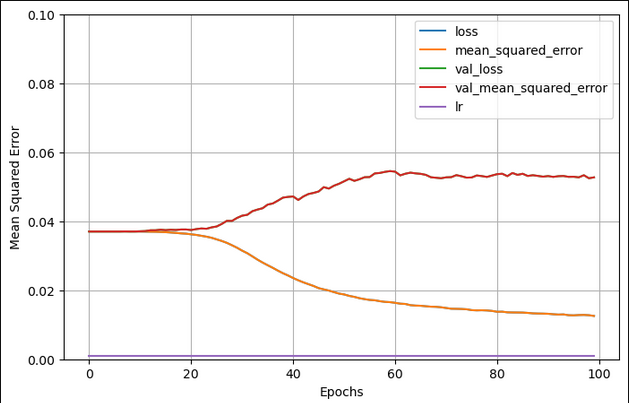 0.10
0.08
0.06
0.04
0.02
0.00
Mean Squared Error
loss
mean_squared_error
val_loss
val_mean_squared_error
lr
0 20 40 60 80 100
Epochs